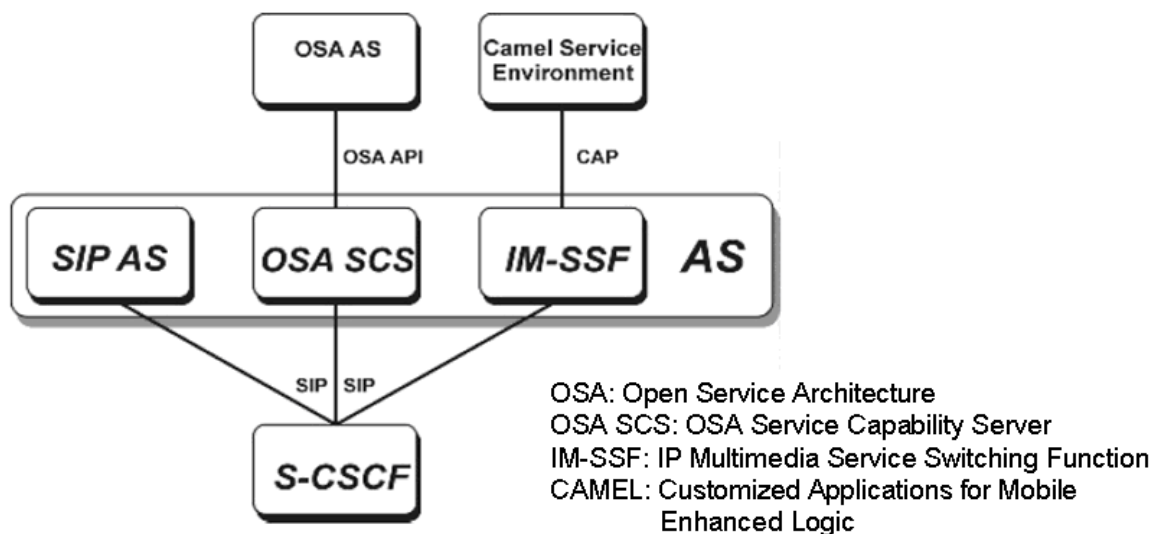 OSA AS
Camel Service
Environment
OSA API
CAP
SIP AS
OSA SCS
IM-SSF
AS
SIP
SIP
S-CSCF
OSA: Open Service Architecture
OSA SCS: OSA Service Capability Server
IM-SSF: IP Multimedia Service Switching Function
CAMEL: Customized Applications for Mobile
Enhanced Logic